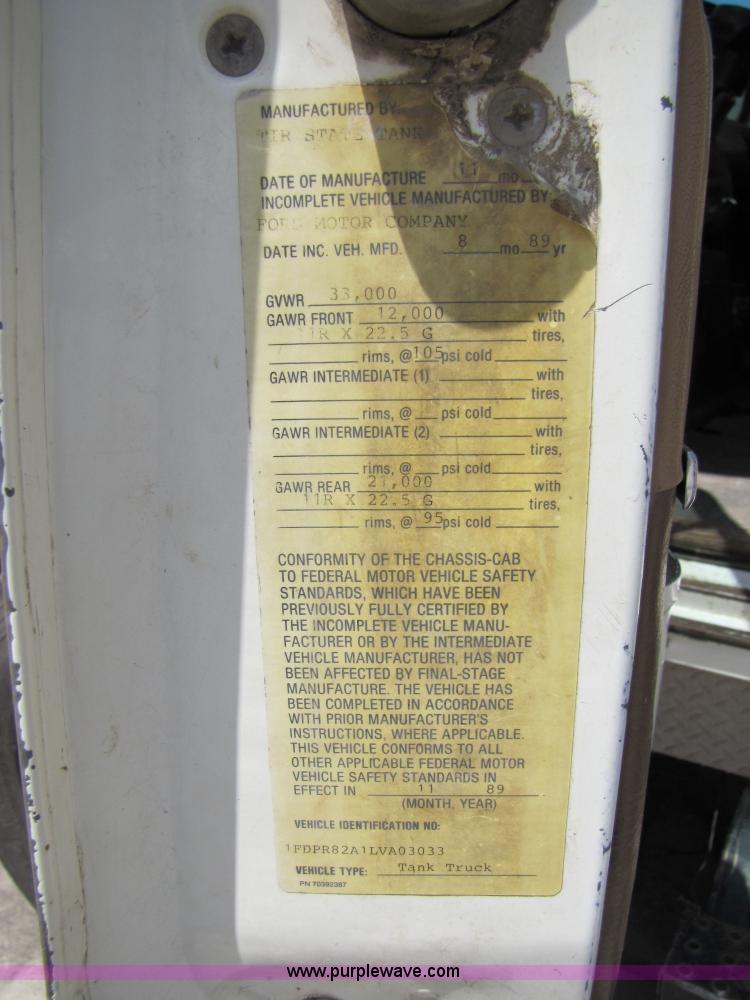 MANUFACTURED BY:
STATE TANK
DATE OF MANUFACTURE 11 mo
INCOMPLETE VEHICLE MANUFACTURED BY:
FORD MOTOR COMPANY
DATE INC. VEH. MFD. 8 mo 89 yr
GVWR 33,000
GAWR FRONT 12,000 with
11R X 22.5 G tires,
rims, @ 105 psi cold
GAWR INTERMEDIATE (1) with
tires,
rims, @ psi cold
GAWR INTERMEDIATE (2) with
tires,
rims, @ psi cold
GAWR REAR 21,000 with
11R X 22.5 G tires,
rims, @ 95 psi cold
CONFORMITY OF THE CHASSIS-CAB
TO FEDERAL MOTOR VEHICLE SAFETY
STANDARDS, WHICH HAVE BEEN
PREVIOUSLY FULLY CERTIFIED BY
THE INCOMPLETE VEHICLE MANU-
FACTURER OR BY THE INTERMEDIATE
VEHICLE MANUFACTURER, HAS NOT
BEEN AFFECTED BY FINAL-STAGE
MANUFACTURE. THE VEHICLE HAS
BEEN COMPLETED IN ACCORDANCE
WITH PRIOR MANUFACTURER'S
INSTRUCTIONS, WHERE APPLICABLE.
THIS VEHICLE CONFORMS TO ALL
OTHER APPLICABLE FEDERAL MOTOR
VEHICLE SAFETY STANDARDS IN
EFFECT IN 11 89
(MONTH, YEAR)
VEHICLE IDENTIFICATION NO:
1FDPR82A1LVA03033
VEHICLE TYPE: Tank Truck
PN 70392387
www.purplewave.com